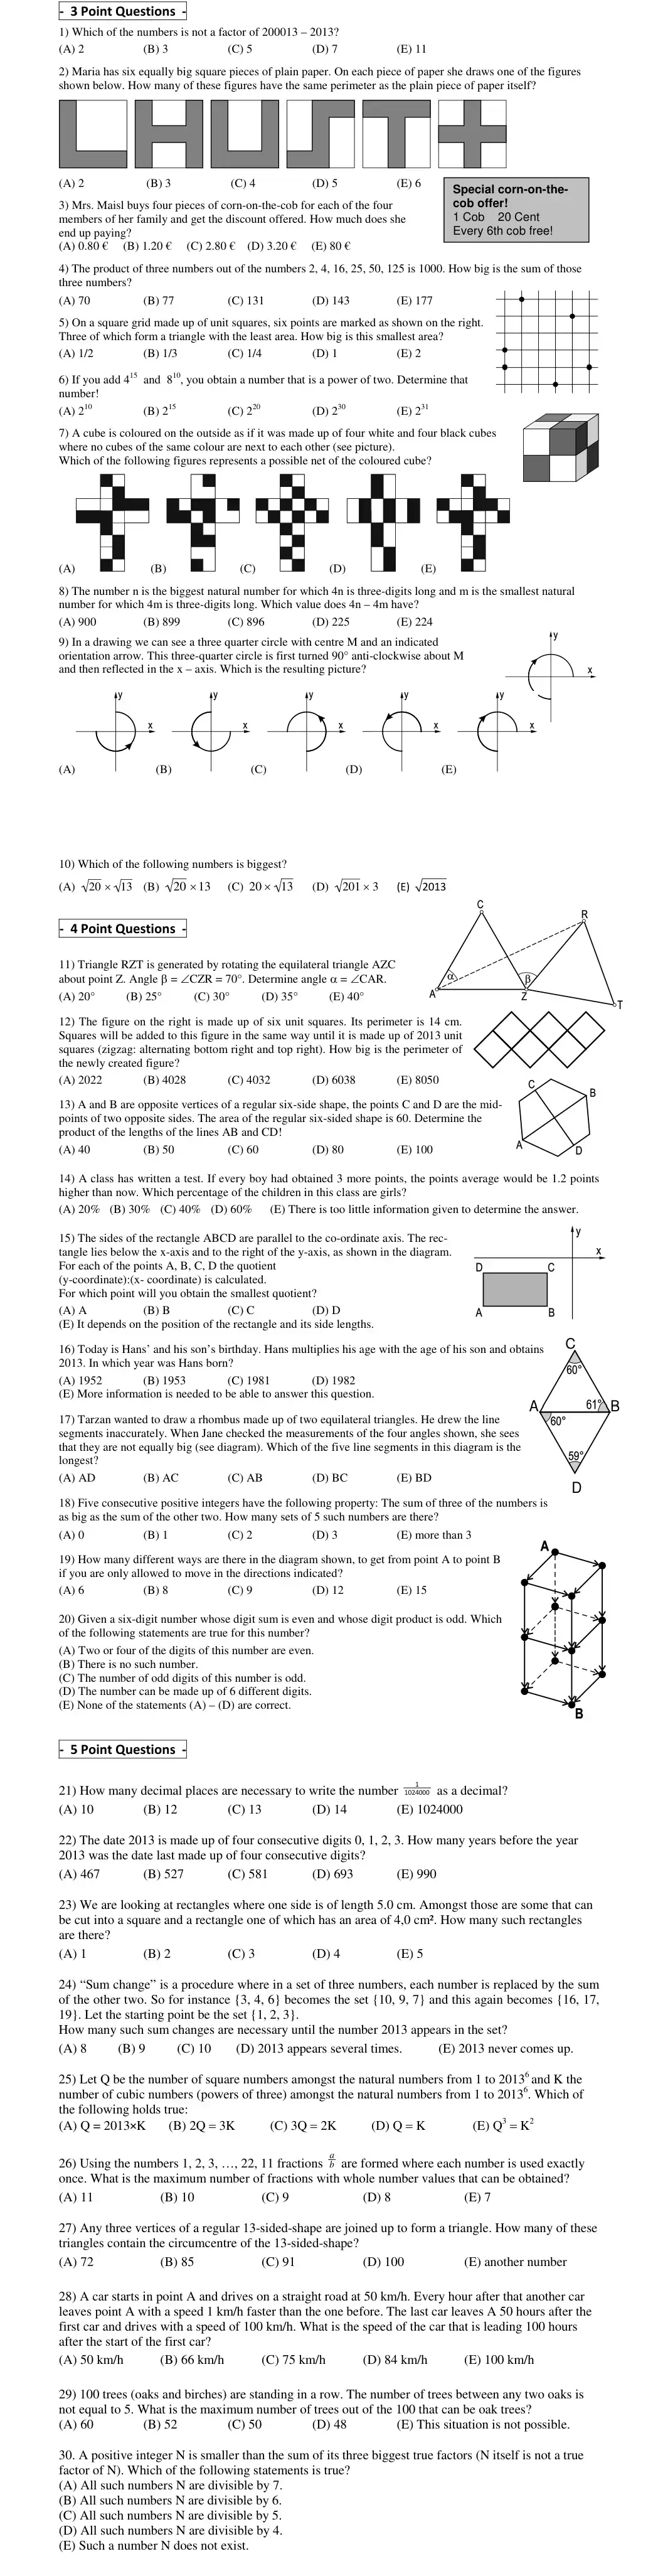 - 3 Point Questions -
1) Which of the numbers is not a factor of 200013 – 2013?
(A) 2 (B) 3 (C) 5 (D) 7 (E) 11
2) Maria has six equally big square pieces of plain paper. On each piece of paper she draws one of the figures
shown below. How many of these figures have the same perimeter as the plain piece of paper itself?
(A) 2 (B) 3 (C) 4 (D) 5 (E) 6
3) Mrs. Maisl buys four pieces of corn-on-the-cob for each of the four
members of her family and get the discount offered. How much does she
end up paying?
(A) 0.80 € (B) 1.20 € (C) 2.80 € (D) 3.20 € (E) 80 €
Special corn-on-the-
cob offer!
1 Cob 20 Cent
Every 6th cob free!
4) The product of three numbers out of the numbers 2, 4, 16, 25, 50, 125 is 1000. How big is the sum of those
three numbers?
(A) 70 (B) 77 (C) 131 (D) 143 (E) 177
5) On a square grid made up of unit squares, six points are marked as shown on the right.
Three of which form a triangle with the least area. How big is this smallest area?
(A) 1/2 (B) 1/3 (C) 1/4 (D) 1 (E) 2
6) If you add 4¹⁵ and 8¹⁰, you obtain a number that is a power of two. Determine that
number!
(A) 2¹⁰ (B) 2¹⁵ (C) 2²⁰ (D) 2³⁰ (E) 2³¹
7) A cube is coloured on the outside as if it was made up of four white and four black cubes
where no cubes of the same colour are next to each other (see picture).
Which of the following figures represents a possible net of the coloured cube?
(A) (B) (C) (D) (E)
8) The number n is the biggest natural number for which 4n is three-digits long and m is the smallest natural
number for which 4m is three-digits long. Which value does 4n – 4m have?
(A) 900 (B) 899 (C) 896 (D) 225 (E) 224
9) In a drawing we can see a three quarter circle with centre M and an indicated
orientation arrow. This three-quarter circle is first turned 90° anti-clockwise about M
and then reflected in the x – axis. Which is the resulting picture?
y
x
y y y y y
x x x x x
(A) (B) (C) (D) (E)
10) Which of the following numbers is biggest?
(A) √20 × √13 (B) √20 × 13 (C) 20 × √13 (D) √201 × 3 (E) √2013
- 4 Point Questions -
11) Triangle RZT is generated by rotating the equilateral triangle AZC
about point Z. Angle β = ∠CZR = 70°. Determine angle α = ∠CAR.
(A) 20° (B) 25° (C) 30° (D) 35° (E) 40°
C
R
α
β
A
Z
T
12) The figure on the right is made up of six unit squares. Its perimeter is 14 cm.
Squares will be added to this figure in the same way until it is made up of 2013 unit
squares (zigzag: alternating bottom right and top right). How big is the perimeter of
the newly created figure?
(A) 2022 (B) 4028 (C) 4032 (D) 6038 (E) 8050
13) A and B are opposite vertices of a regular six-side shape, the points C and D are the mid-
points of two opposite sides. The area of the regular six-sided shape is 60. Determine the
product of the lengths of the lines AB and CD!
(A) 40 (B) 50 (C) 60 (D) 80 (E) 100
C
B
A
D
14) A class has written a test. If every boy had obtained 3 more points, the points average would be 1.2 points
higher than now. Which percentage of the children in this class are girls?
(A) 20% (B) 30% (C) 40% (D) 60% (E) There is too little information given to determine the answer.
15) The sides of the rectangle ABCD are parallel to the co-ordinate axis. The rec-
tangle lies below the x-axis and to the right of the y-axis, as shown in the diagram.
For each of the points A, B, C, D the quotient
(y-coordinate):(x- coordinate) is calculated.
For which point will you obtain the smallest quotient?
(A) A (B) B (C) C (D) D
(E) It depends on the position of the rectangle and its side lengths.
y
x
D C
A B
16) Today is Hans’ and his son’s birthday. Hans multiplies his age with the age of his son and obtains
2013. In which year was Hans born?
(A) 1952 (B) 1953 (C) 1981 (D) 1982
(E) More information is needed to be able to answer this question.
17) Tarzan wanted to draw a rhombus made up of two equilateral triangles. He drew the line
segments inaccurately. When Jane checked the measurements of the four angles shown, she sees
that they are not equally big (see diagram). Which of the five line segments in this diagram is the
longest?
(A) AD (B) AC (C) AB (D) BC (E) BD
C
60°
A 61° B
60°
59°
D
18) Five consecutive positive integers have the following property: The sum of three of the numbers is
as big as the sum of the other two. How many sets of 5 such numbers are there?
(A) 0 (B) 1 (C) 2 (D) 3 (E) more than 3
19) How many different ways are there in the diagram shown, to get from point A to point B
if you are only allowed to move in the directions indicated?
(A) 6 (B) 8 (C) 9 (D) 12 (E) 15
A
B
20) Given a six-digit number whose digit sum is even and whose digit product is odd. Which
of the following statements are true for this number?
(A) Two or four of the digits of this number are even.
(B) There is no such number.
(C) The number of odd digits of this number is odd.
(D) The number can be made up of 6 different digits.
(E) None of the statements (A) – (D) are correct.
- 5 Point Questions -
21) How many decimal places are necessary to write the number 1/1024000 as a decimal?
(A) 10 (B) 12 (C) 13 (D) 14 (E) 1024000
22) The date 2013 is made up of four consecutive digits 0, 1, 2, 3. How many years before the year
2013 was the date last made up of four consecutive digits?
(A) 467 (B) 527 (C) 581 (D) 693 (E) 990
23) We are looking at rectangles where one side is of length 5.0 cm. Amongst those are some that can
be cut into a square and a rectangle one of which has an area of 4,0 cm². How many such rectangles
are there?
(A) 1 (B) 2 (C) 3 (D) 4 (E) 5
24) “Sum change” is a procedure where in a set of three numbers, each number is replaced by the sum
of the other two. So for instance {3, 4, 6} becomes the set {10, 9, 7} and this again becomes {16, 17,
19}. Let the starting point be the set {1, 2, 3}.
How many such sum changes are necessary until the number 2013 appears in the set?
(A) 8 (B) 9 (C) 10 (D) 2013 appears several times. (E) 2013 never comes up.
25) Let Q be the number of square numbers amongst the natural numbers from 1 to 2013⁶ and K the
number of cubic numbers (powers of three) amongst the natural numbers from 1 to 2013⁶. Which of
the following holds true:
(A) Q = 2013×K (B) 2Q = 3K (C) 3Q = 2K (D) Q = K (E) Q³ = K²
26) Using the numbers 1, 2, 3, …, 22, 11 fractions a/b are formed where each number is used exactly
once. What is the maximum number of fractions with whole number values that can be obtained?
(A) 11 (B) 10 (C) 9 (D) 8 (E) 7
27) Any three vertices of a regular 13-sided-shape are joined up to form a triangle. How many of these
triangles contain the circumcentre of the 13-sided-shape?
(A) 72 (B) 85 (C) 91 (D) 100 (E) another number
28) A car starts in point A and drives on a straight road at 50 km/h. Every hour after that another car
leaves point A with a speed 1 km/h faster than the one before. The last car leaves A 50 hours after the
first car and drives with a speed of 100 km/h. What is the speed of the car that is leading 100 hours
after the start of the first car?
(A) 50 km/h (B) 66 km/h (C) 75 km/h (D) 84 km/h (E) 100 km/h
29) 100 trees (oaks and birches) are standing in a row. The number of trees between any two oaks is
not equal to 5. What is the maximum number of trees out of the 100 that can be oak trees?
(A) 60 (B) 52 (C) 50 (D) 48 (E) This situation is not possible.
30. A positive integer N is smaller than the sum of its three biggest true factors (N itself is not a true
factor of N). Which of the following statements is true?
(A) All such numbers N are divisible by 7.
(B) All such numbers N are divisible by 6.
(C) All such numbers N are divisible by 5.
(D) All such numbers N are divisible by 4.
(E) Such a number N does not exist.